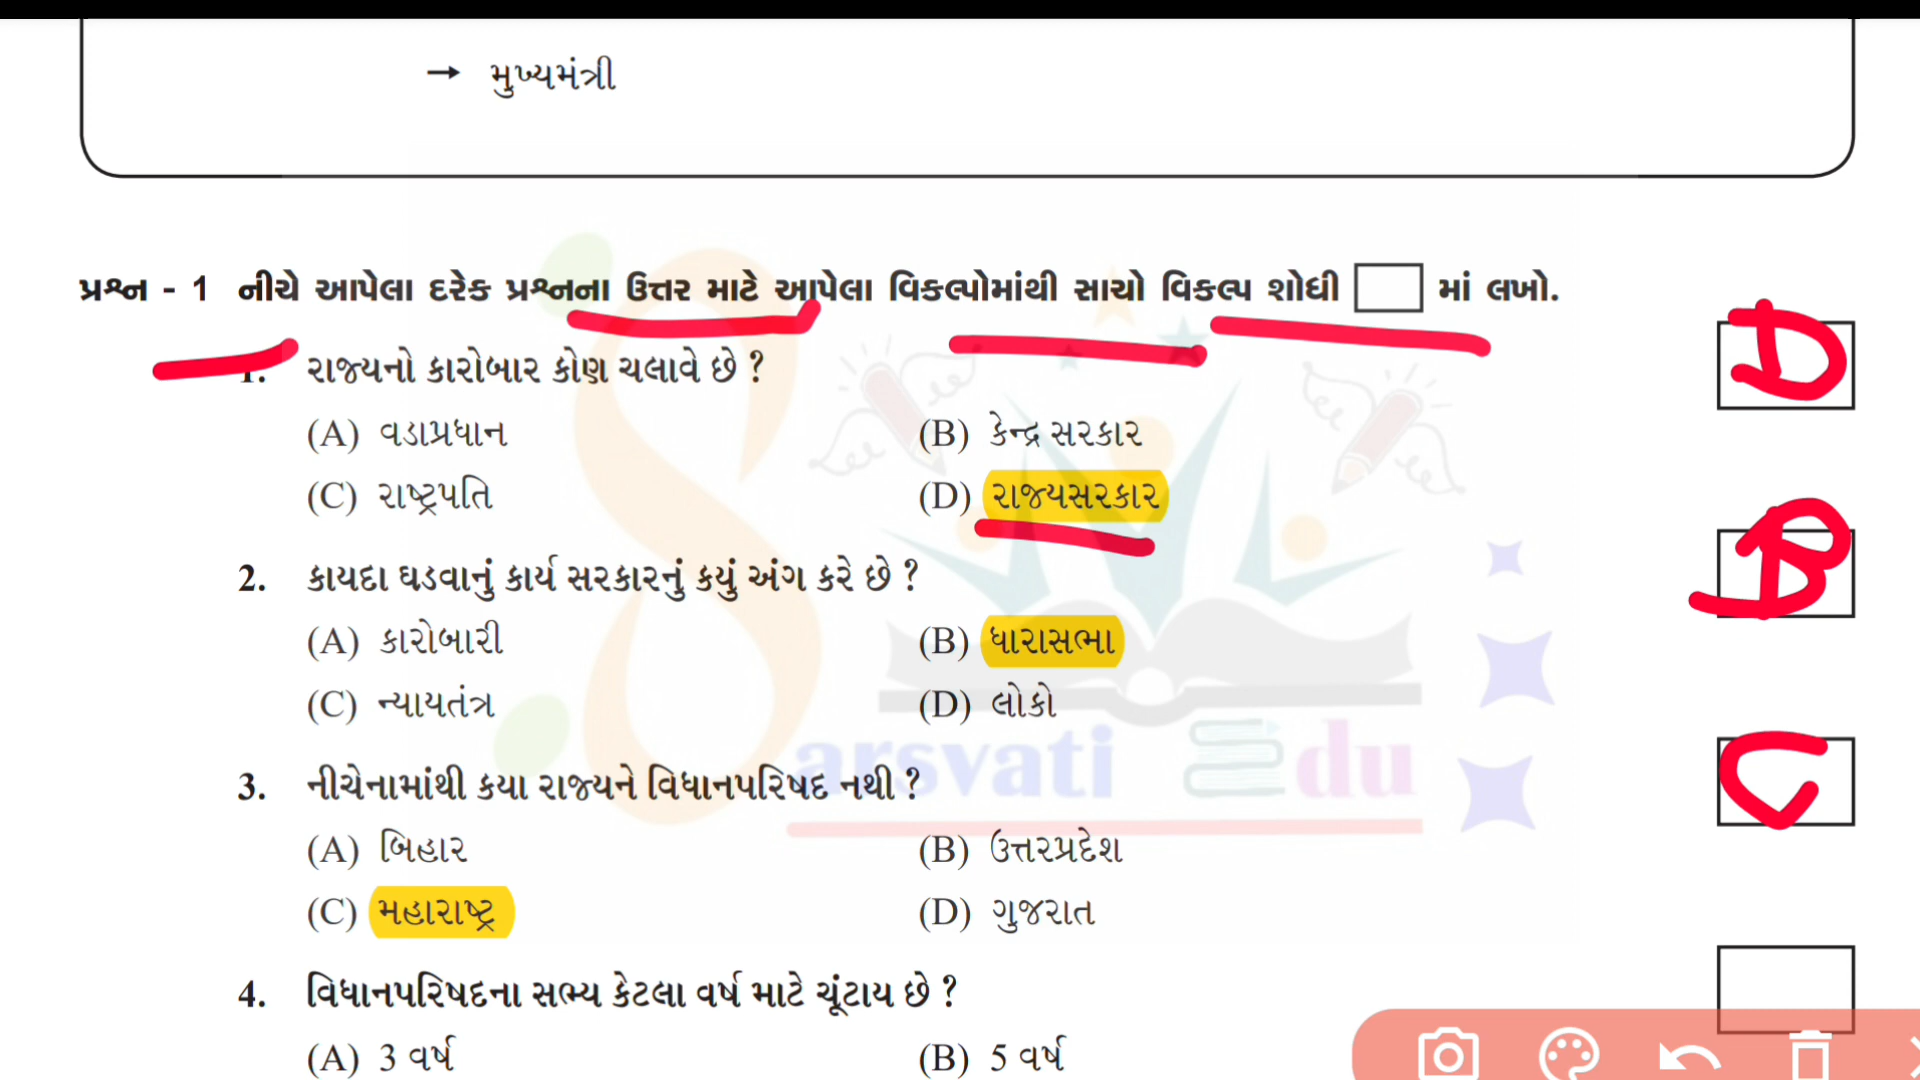 → મુખ્યમંત્રી
પ્રશ્ન - 1 નીચે આપેલા દરેક પ્રશ્નના ઉત્તર માટે આપેલા વિકલ્પોમાંથી સાચો વિકલ્પ શોધી માં લખો.
1. રાજ્યનો કારોબાર કોણ ચલાવે છે ? D
(A) વડાપ્રધાન (B) કેન્દ્ર સરકાર
(C) રાષ્ટ્રપતિ (D) રાજ્યસરકાર
2. કાયદા ઘડવાનું કાર્ય સરકારનું કયું અંગ કરે છે ? B
(A) કારોબારી (B) ધારાસભા
(C) ન્યાયતંત્ર (D) લોકો
arsvati Edu
3. નીચેનામાંથી કયા રાજ્યને વિધાનપરિષદ નથી ? C
(A) બિહાર (B) ઉત્તરપ્રદેશ
(C) મહારાષ્ટ્ર (D) ગુજરાત
4. વિધાનપરિષદના સભ્ય કેટલા વર્ષ માટે ચૂંટાય છે ?
(A) 3 વર્ષ (B) 5 વર્ષ